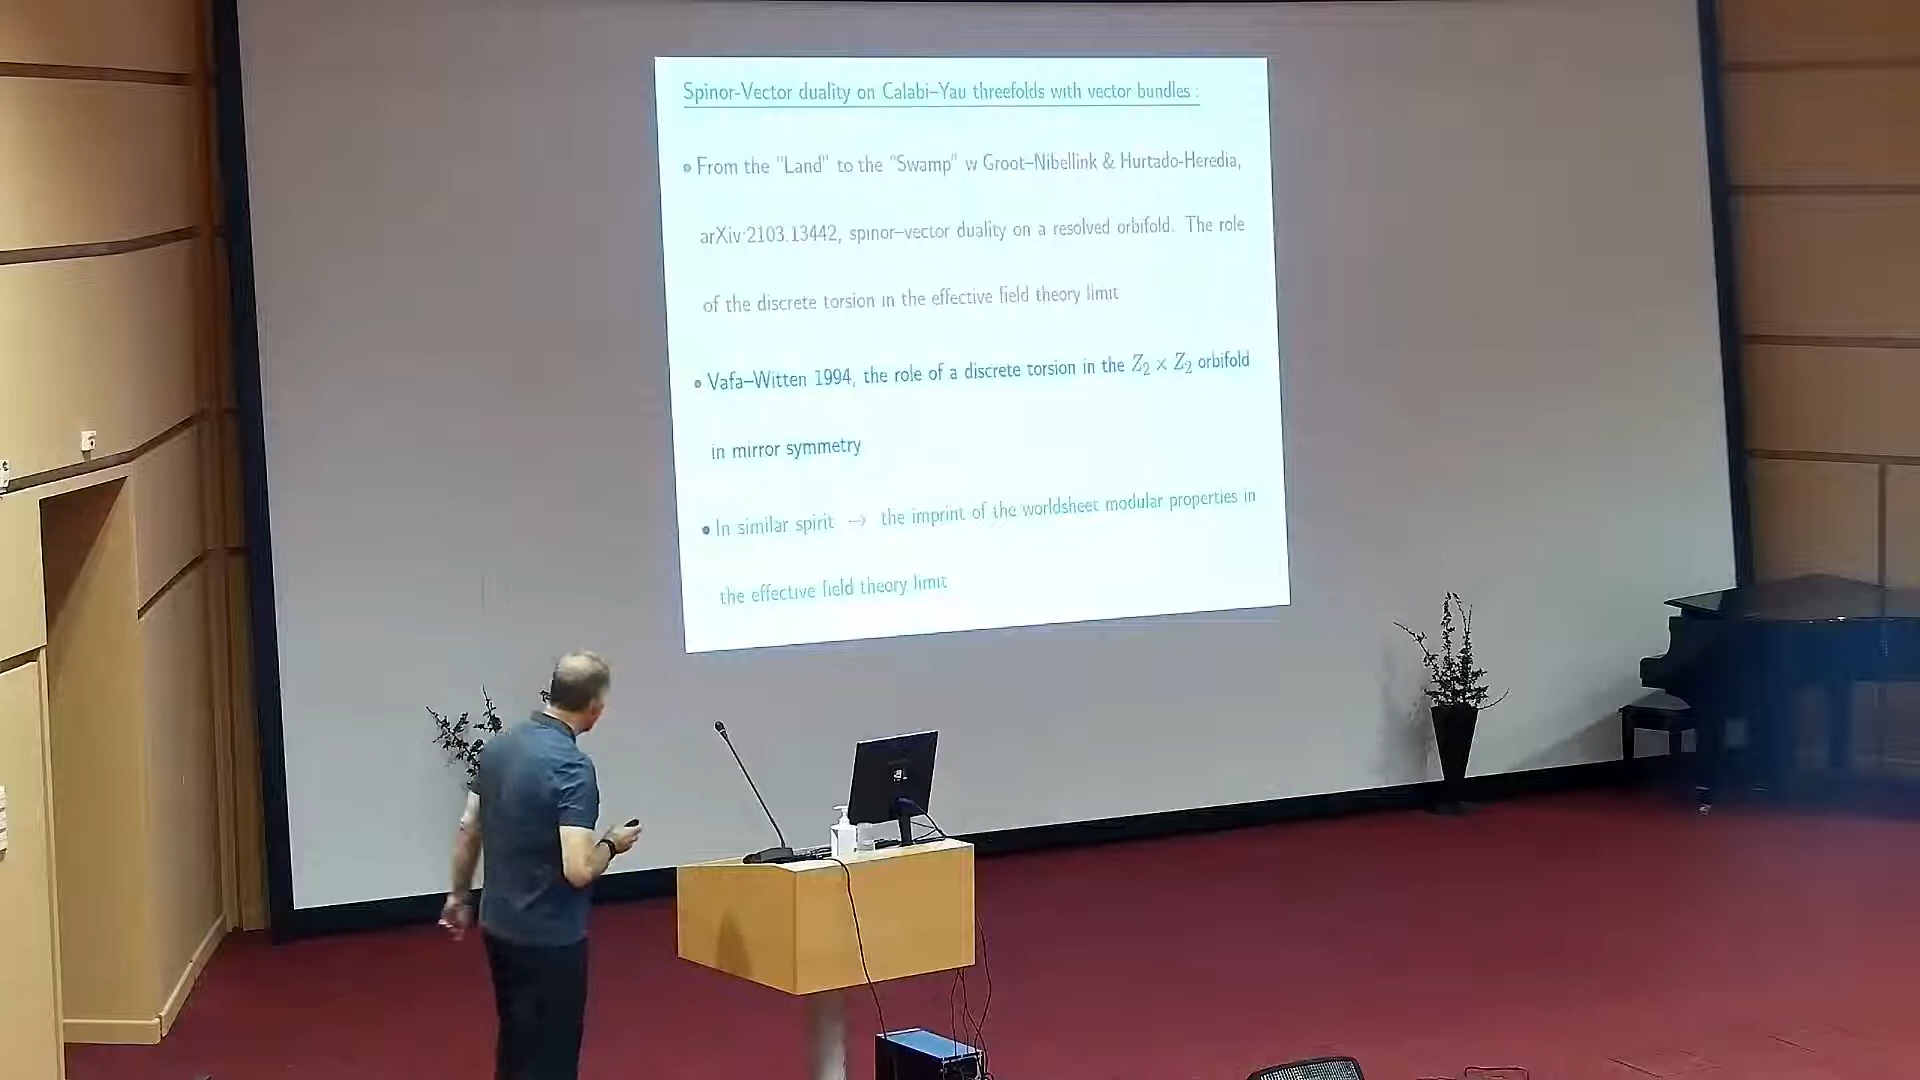 Spinor-Vector duality on Calabi–Yau threefolds with vector bundles :
• From the "Land" to the "Swamp" w Groot–Nibellink & Hurtado-Heredia,
arXiv:2103.13442, spinor–vector duality on a resolved orbifold. The role
of the discrete torsion in the effective field theory limit
• Vafa–Witten 1994, the role of a discrete torsion in the Z₂ × Z₂ orbifold
in mirror symmetry
• In similar spirit → the imprint of the worldsheet modular properties in
the effective field theory limit